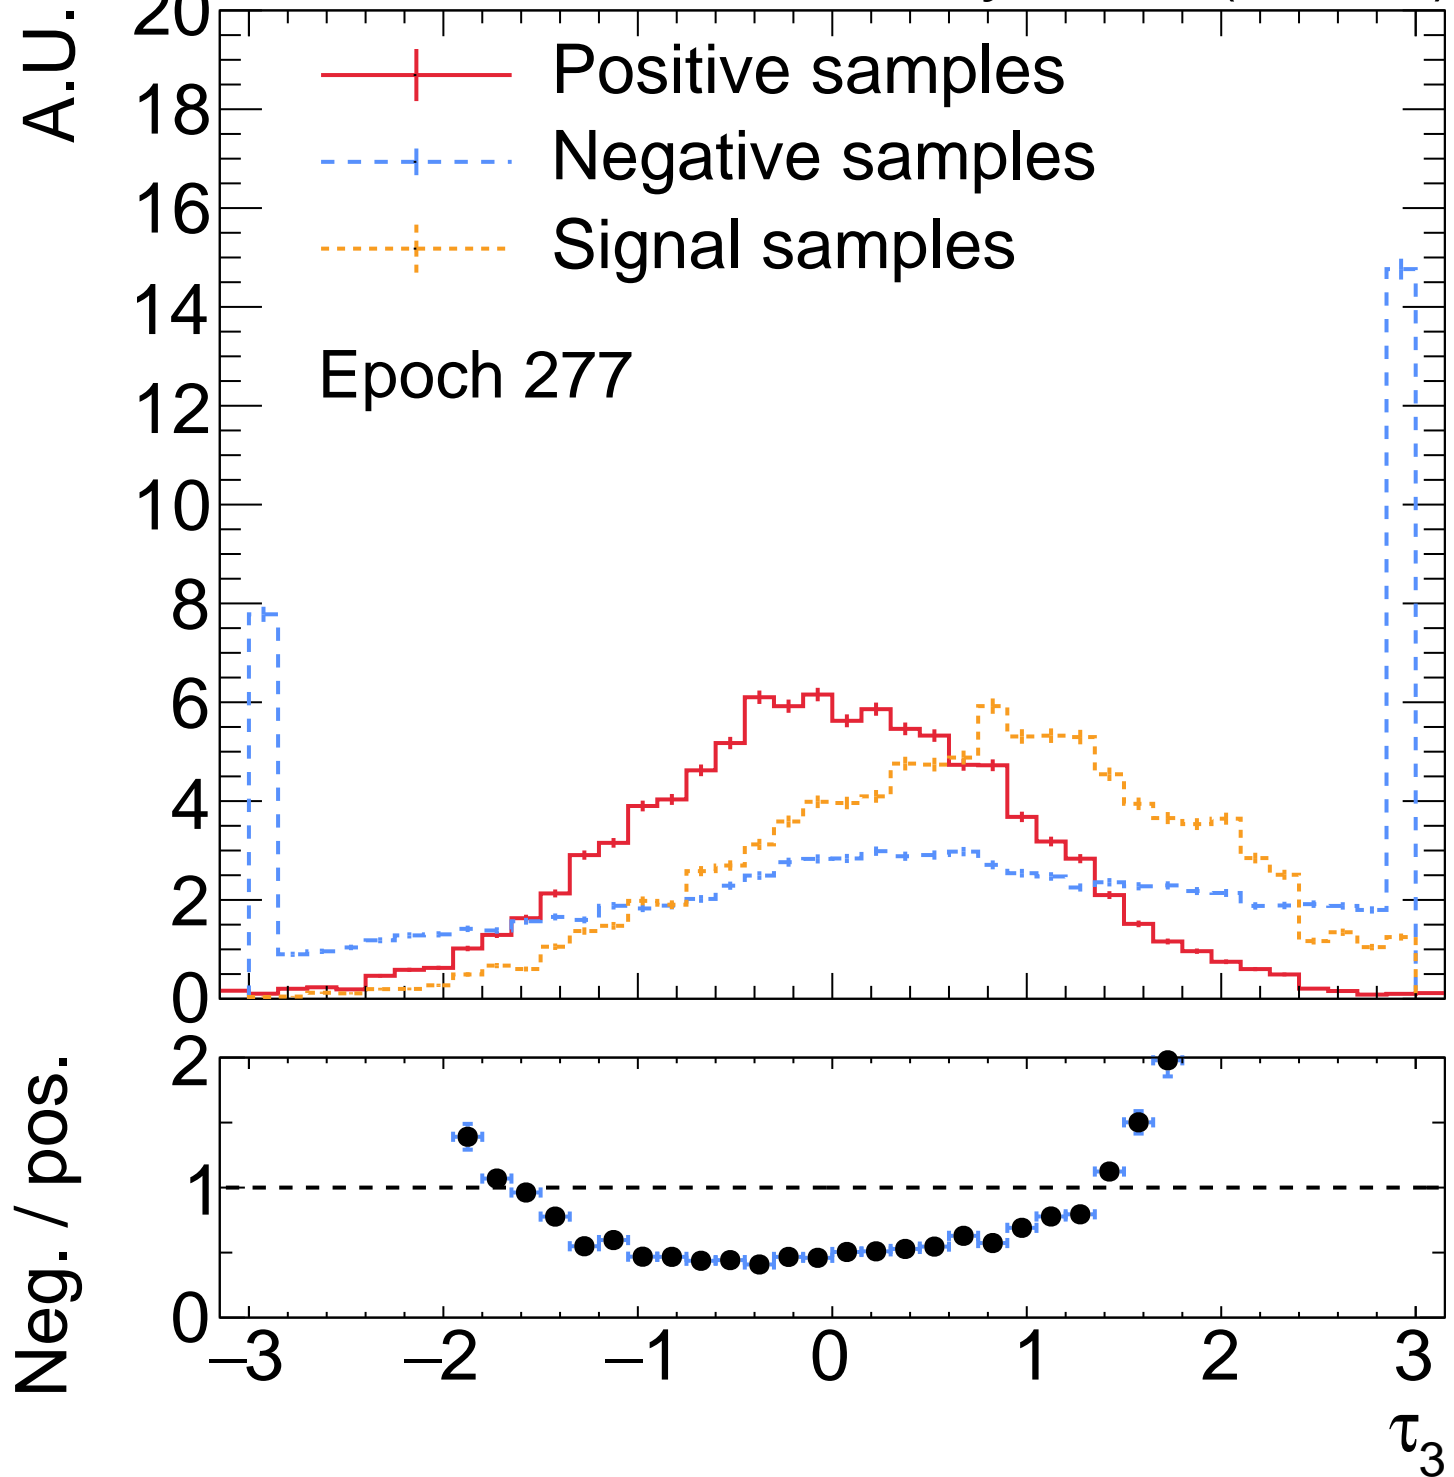 A.U.
20
18
16
14
12
10
8
6
4
2
0
Positive samples
Negative samples
Signal samples
Epoch 277
Neg. / pos.
2
1
0
–3 –2 –1 0 1 2 3
τ3